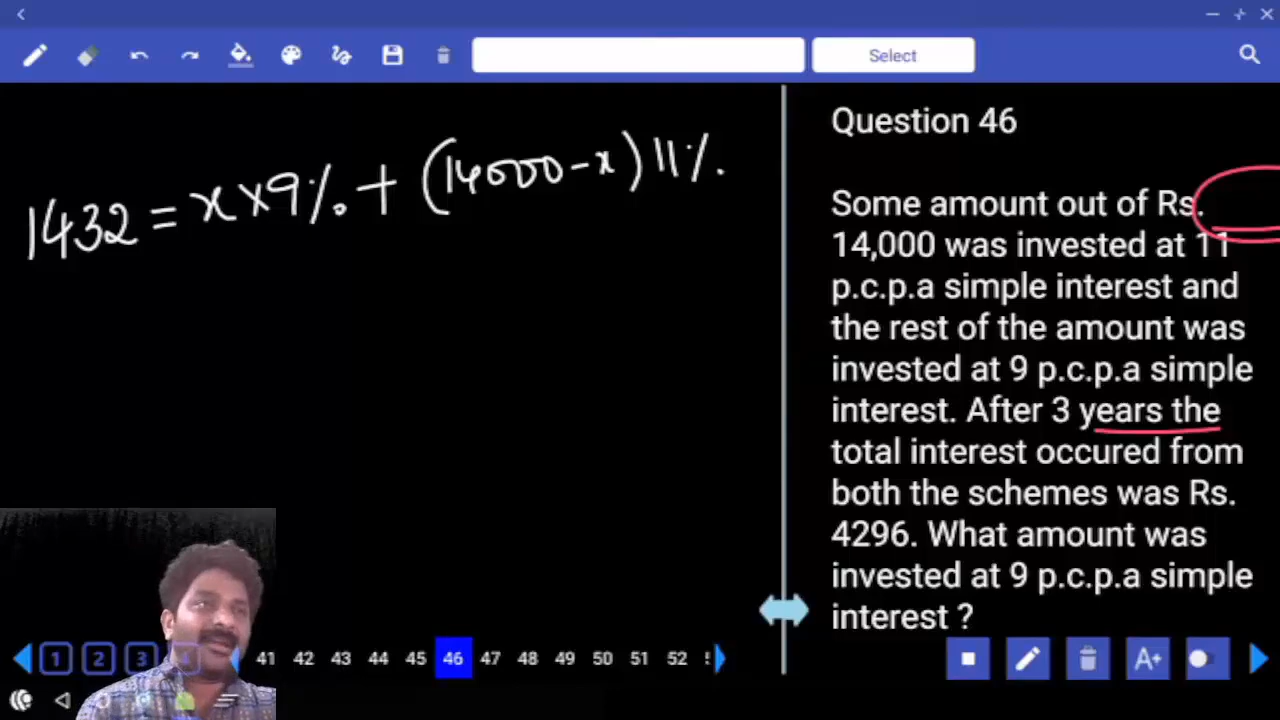 Select
1432 = x × 9% + (14000 - x) 11%
Question 46
Some amount out of Rs.
14,000 was invested at 11
p.c.p.a simple interest and
the rest of the amount was
invested at 9 p.c.p.a simple
interest. After 3 years the
total interest occured from
both the schemes was Rs.
4296. What amount was
invested at 9 p.c.p.a simple
interest ?
1 2 3 4 41 42 43 44 45 46 47 48 49 50 51 52
A+